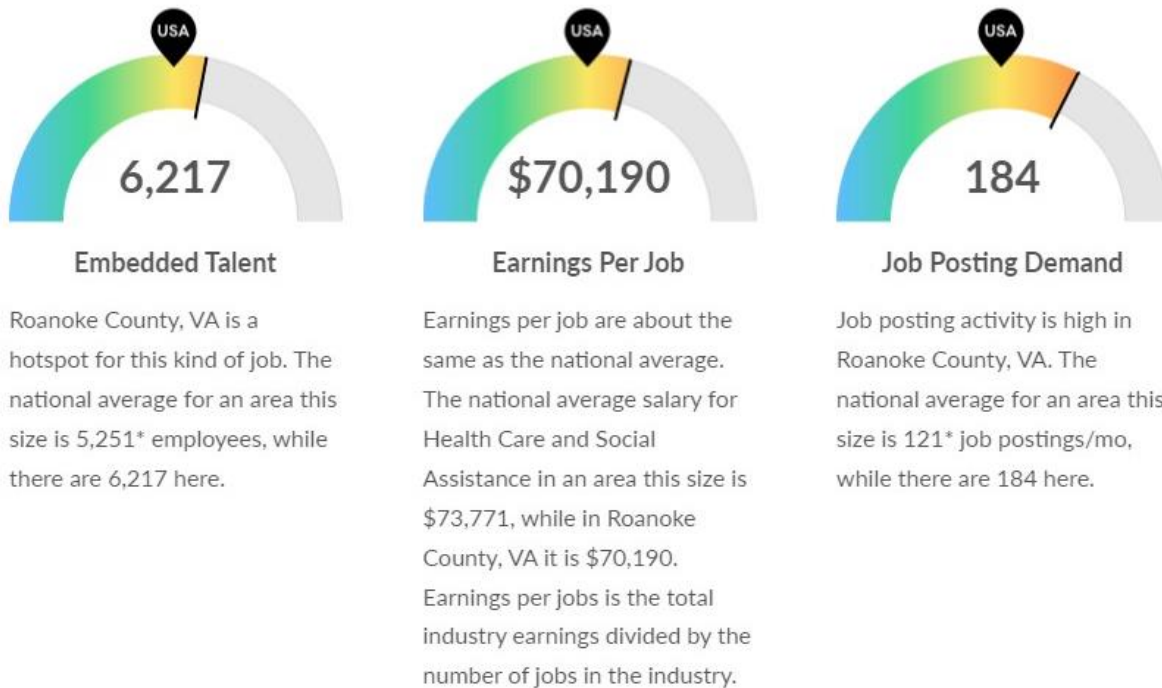 USA
6,217
Embedded Talent
Roanoke County, VA is a
hotspot for this kind of job. The
national average for an area this
size is 5,251* employees, while
there are 6,217 here.
USA
$70,190
Earnings Per Job
Earnings per job are about the
same as the national average.
The national average salary for
Health Care and Social
Assistance in an area this size is
$73,771, while in Roanoke
County, VA it is $70,190.
Earnings per jobs is the total
industry earnings divided by the
number of jobs in the industry.
USA
184
Job Posting Demand
Job posting activity is high in
Roanoke County, VA. The
national average for an area this
size is 121* job postings/mo,
while there are 184 here.